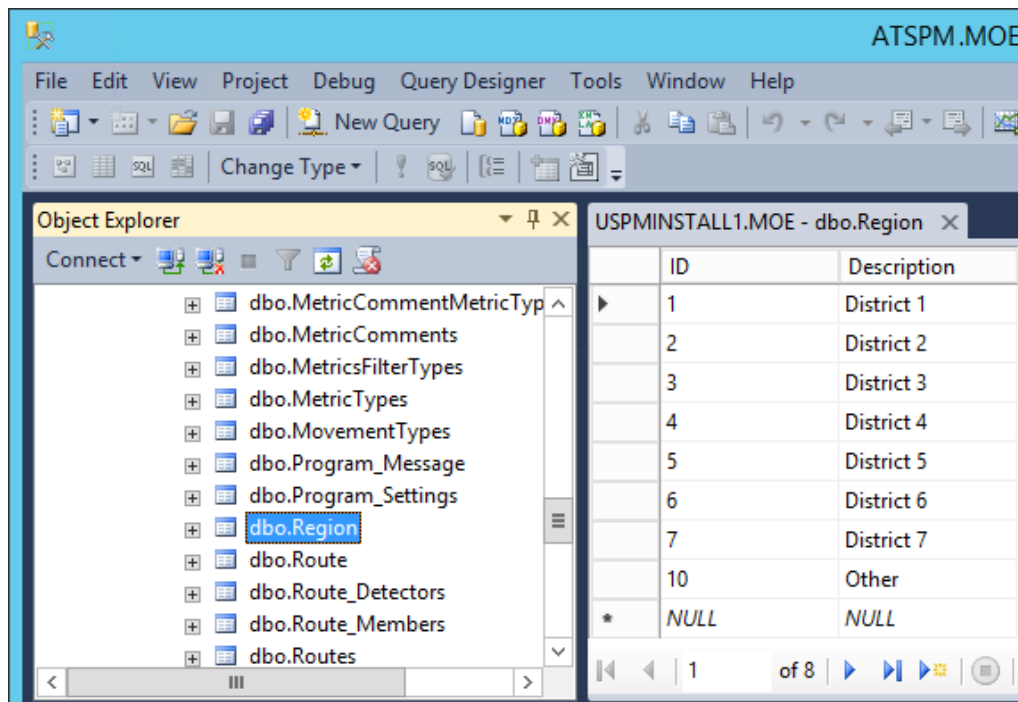 ATSPM.MOE
File Edit View Project Debug Query Designer Tools Window Help
New Query
Change Type
Object Explorer
USPMINSTALL1.MOE - dbo.Region
Connect
ID Description
dbo.MetricCommentMetricTyp
1 District 1
dbo.MetricComments
2 District 2
dbo.MetricsFilterTypes
3 District 3
dbo.MetricTypes
4 District 4
dbo.MovementTypes
5 District 5
dbo.Program_Message
6 District 6
dbo.Program_Settings
7 District 7
dbo.Region
10 Other
dbo.Route
NULL NULL
dbo.Route_Detectors
dbo.Route_Members
dbo.Routes
1 of 8